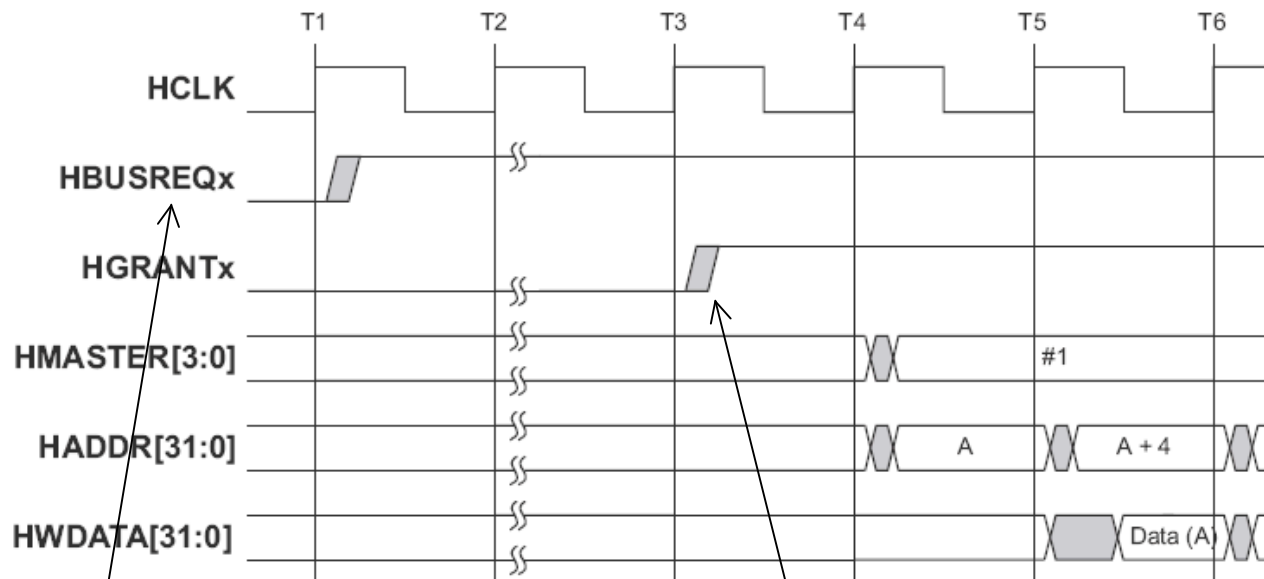 T1 T2 T3 T4 T5 T6
HCLK
HBUSREQx
HGRANTx
HMASTER[3:0] #1
HADDR[31:0] A A + 4
HWDATA[31:0] Data (A)